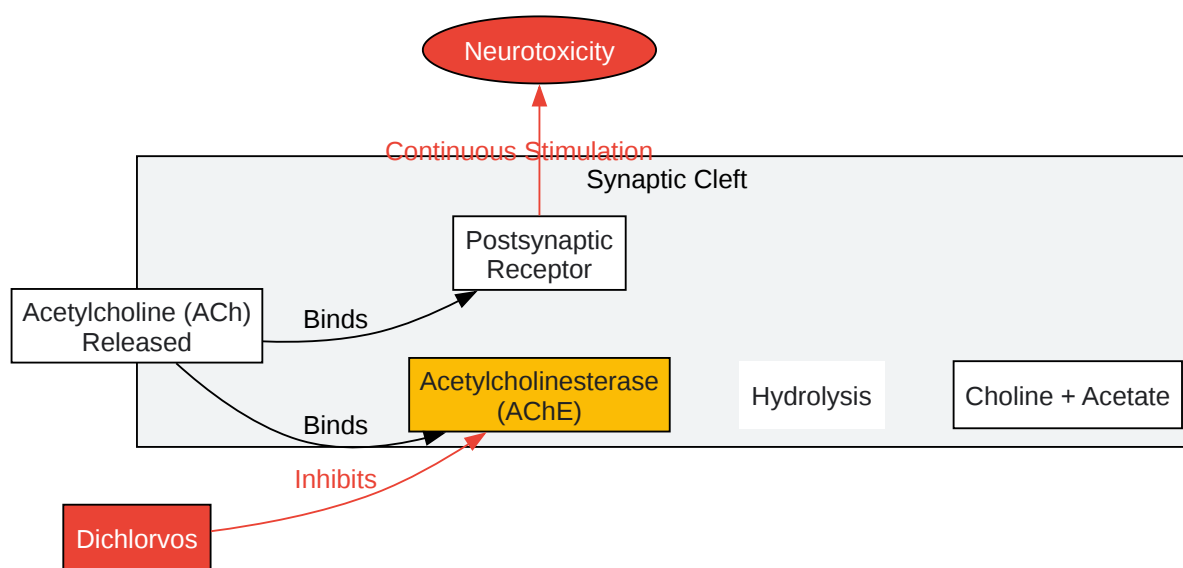 Neurotoxicity
Continuous Stimulation
Synaptic Cleft
Postsynaptic
Receptor
Acetylcholine (ACh)
Released
Binds
Acetylcholinesterase
(AChE)
Hydrolysis
Choline + Acetate
Binds
Inhibits
Dichlorvos